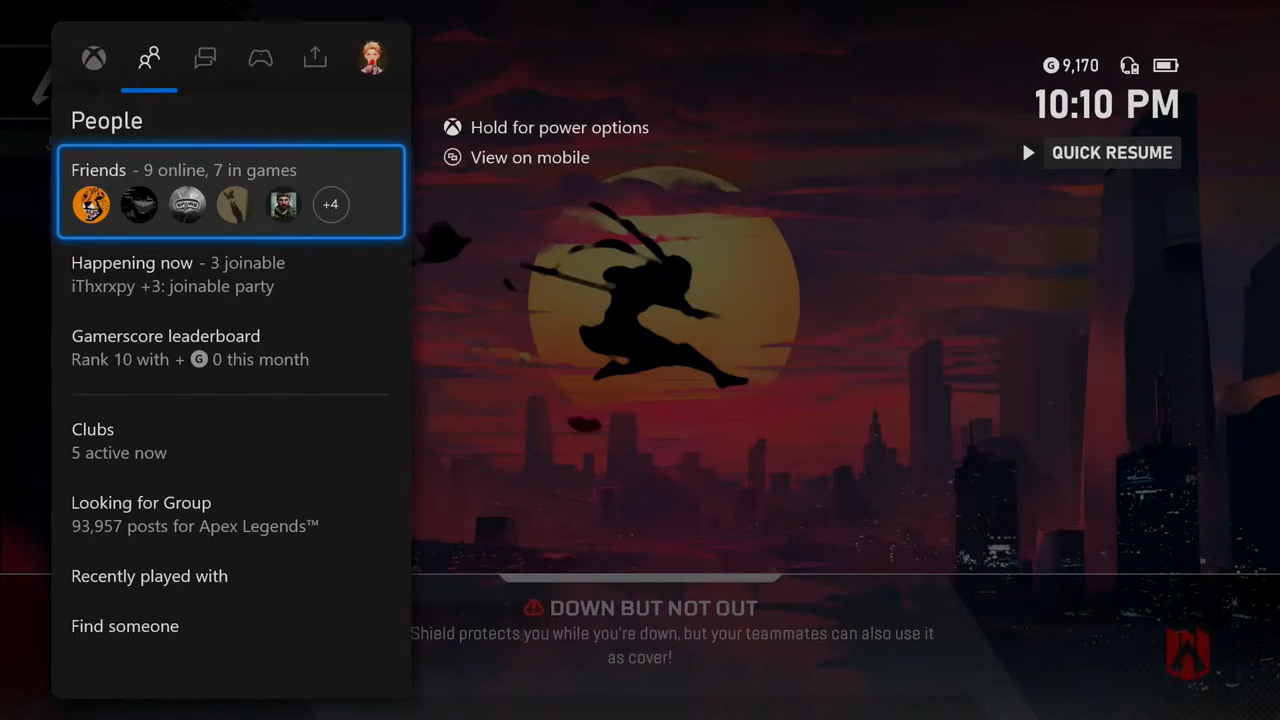 People
Friends - 9 online, 7 in games
+4
Happening now - 3 joinable
iThxrxpy +3: joinable party
Gamerscore leaderboard
Rank 10 with + G 0 this month
Clubs
5 active now
Looking for Group
93,957 posts for Apex Legends™
Recently played with
Find someone
Hold for power options
View on mobile
G 9,170
10:10 PM
QUICK RESUME
DOWN BUT NOT OUT
Shield protects you while you're down, but your teammates can also use it
as cover!